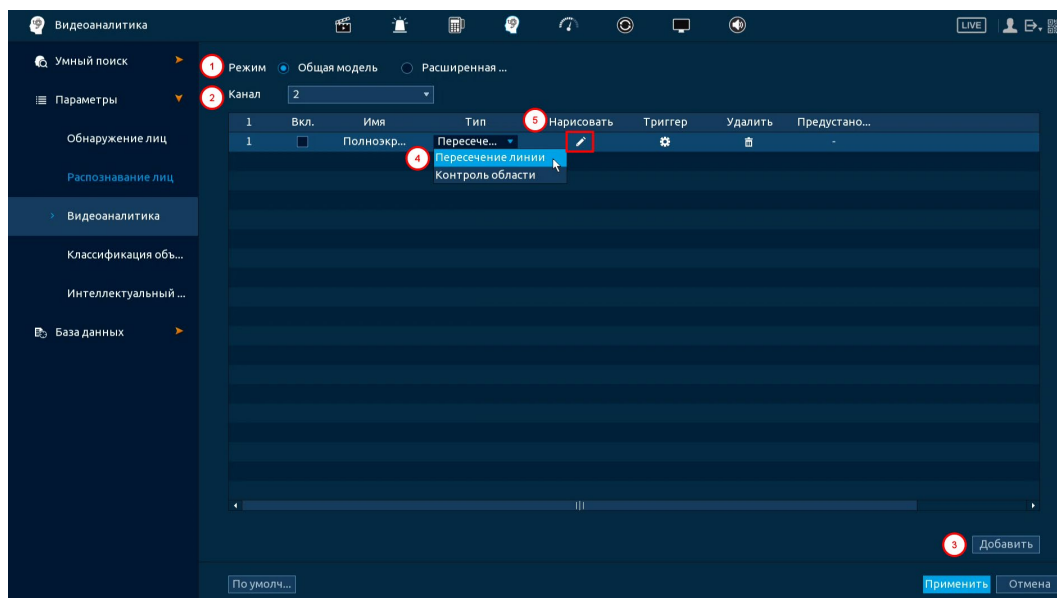 Видеоаналитика
LIVE
Умный поиск
1 Режим Общая модель Расширенная ...
Параметры
2 Канал 2
1 Вкл. Имя Тип 5 Нарисовать Триггер Удалить Предустано...
Обнаружение лиц
1 Полноэкр... Пересече... -
4 Пересечение линии
Контроль области
Распознавание лиц
Видеоаналитика
Классификация объ...
Интеллектуальный ...
База данных
3 Добавить
По умолч... Применить Отмена